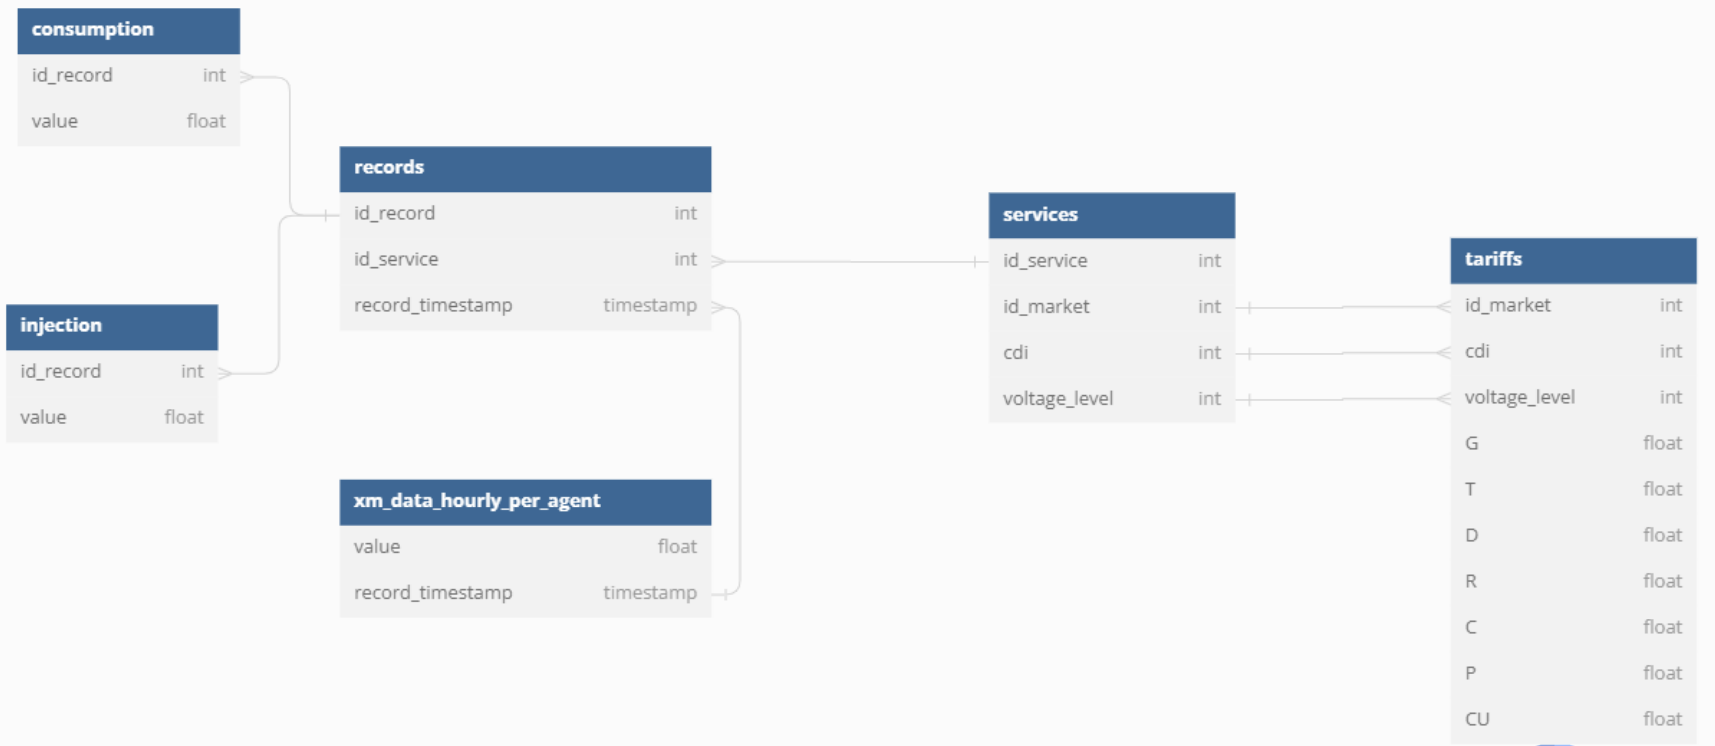 consumption
id_record int
value float
records
id_record int
id_service int
record_timestamp timestamp
injection
id_record int
value float
xm_data_hourly_per_agent
value float
record_timestamp timestamp
services
id_service int
id_market int
cdi int
voltage_level int
tariffs
id_market int
cdi int
voltage_level int
G float
T float
D float
R float
C float
P float
CU float